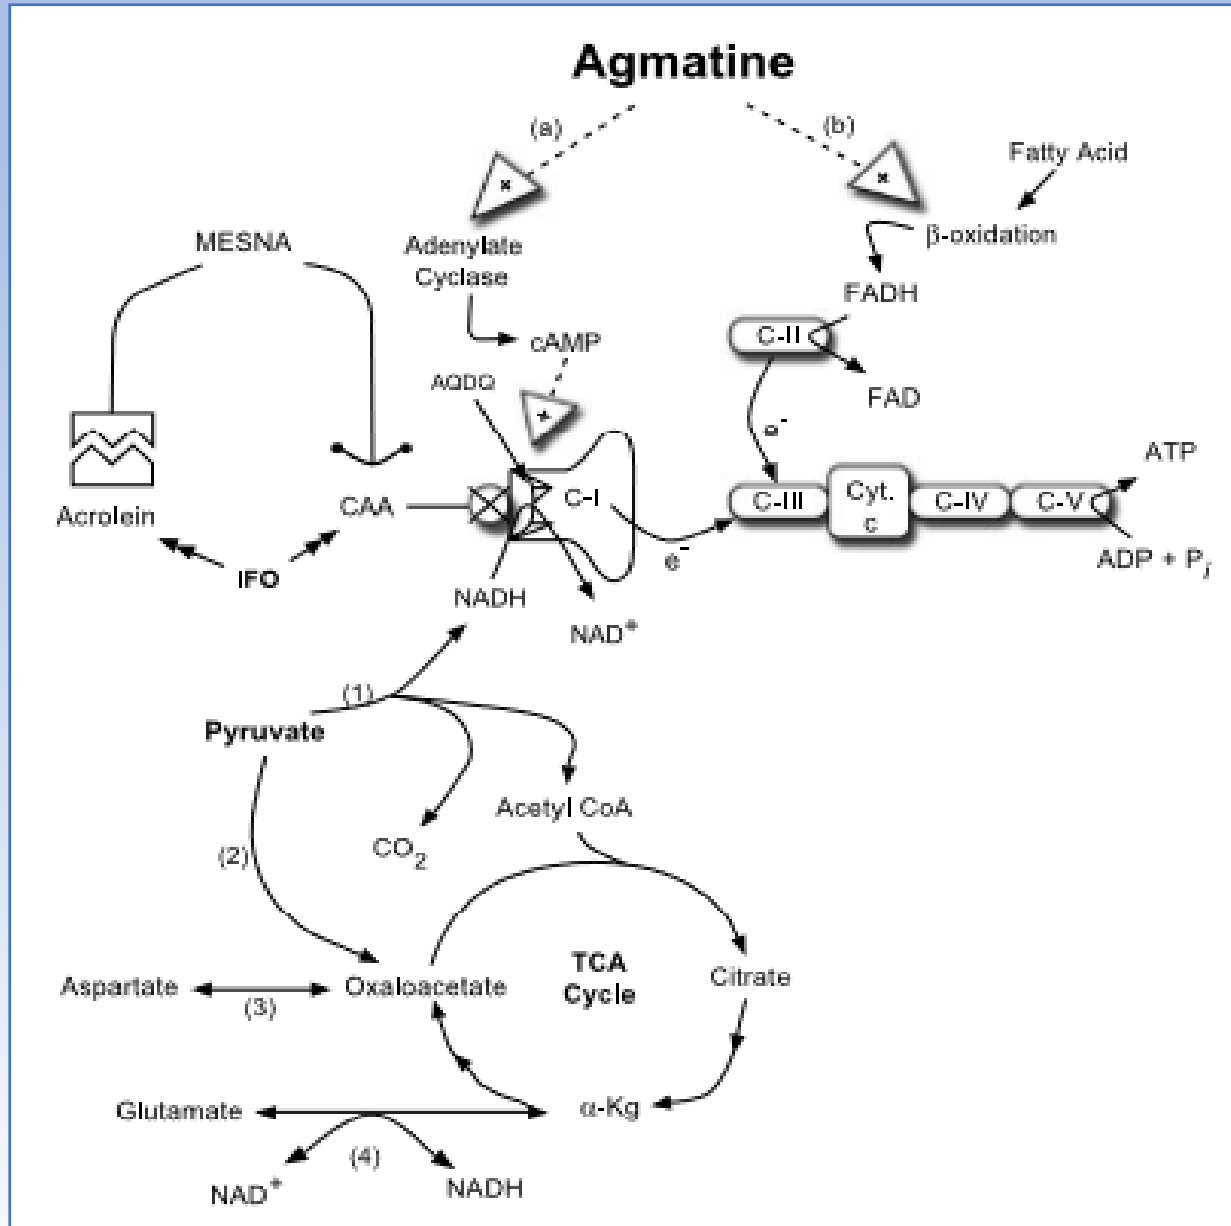 Agmatine
(a)
(b)
Fatty Acid
MESNA
Adenylate
Cyclase
β-oxidation
FADH
C-II
cAMP
AQDQ
FAD
e-
ATP
Acrolein
CAA
C-I
C-III
Cyt.
c
C-IV
C-V
e-
ADP + Pi
IFO
NADH
NAD+
(1)
Pyruvate
Acetyl CoA
CO2
(2)
TCA
Cycle
Citrate
Aspartate
(3)
Oxaloacetate
Glutamate
α-Kg
(4)
NAD+
NADH